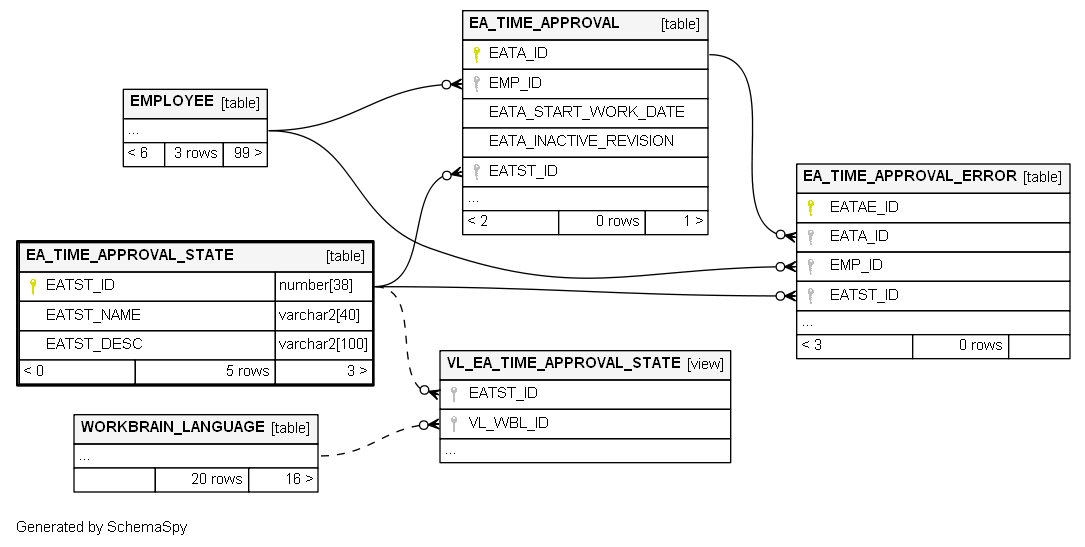 EA_TIME_APPROVAL [table]
EATA_ID
EMP_ID
EATA_START_WORK_DATE
EATA_INACTIVE_REVISION
EATST_ID
...
< 2 0 rows 1 >
EMPLOYEE [table]
...
< 6 3 rows 99 >
EA_TIME_APPROVAL_ERROR [table]
EATAE_ID
EATA_ID
EMP_ID
EATST_ID
...
< 3 0 rows
EA_TIME_APPROVAL_STATE [table]
EATST_ID number[38]
EATST_NAME varchar2[40]
EATST_DESC varchar2[100]
< 0 5 rows 3 >
VL_EA_TIME_APPROVAL_STATE [view]
EATST_ID
VL_WBL_ID
...
WORKBRAIN_LANGUAGE [table]
...
20 rows 16 >
Generated by SchemaSpy